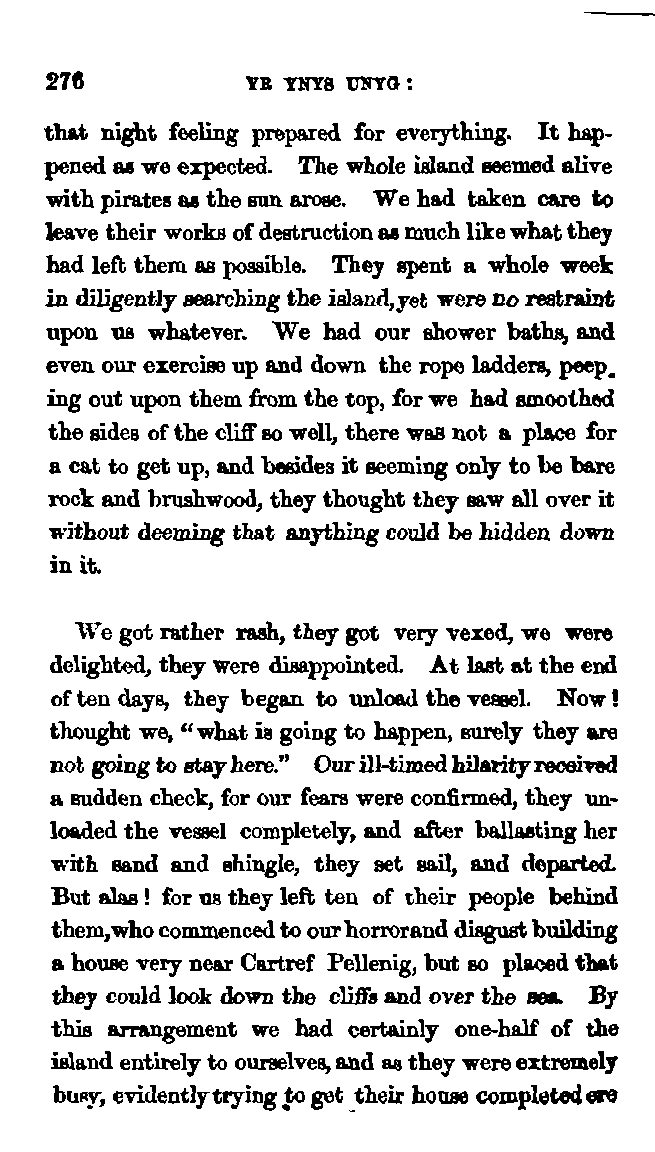 276 YR YNYS UNYG:
that night feeling prepared for everything. It hap-
pened as we expected. The whole island seemed alive
with pirates as the sun arose. We had taken care to
leave their works of destruction as much like what they
had left them as possible. They spent a whole week
in diligently searching the island, yet were no restraint
upon us whatever. We had our shower baths, and
even our exercise up and down the rope ladders, peep-
ing out upon them from the top, for we had smoothed
the sides of the cliff so well, there was not a place for
a cat to get up, and besides it seeming only to be bare
rock and brushwood, they thought they saw all over it
without deeming that anything could be hidden down
in it.
We got rather rash, they got very vexed, we were
delighted, they were disappointed. At last at the end
of ten days, they began to unload the vessel. Now!
thought we, "what is going to happen, surely they are
not going to stay here." Our ill-timed hilarity received
a sudden check, for our fears were confirmed, they un-
loaded the vessel completely, and after ballasting her
with sand and shingle, they set sail, and departed.
But alas! for us they left ten of their people behind
them, who commenced to our horror and disgust building
a house very near Cartref Pellenig, but so placed that
they could look down the cliffs and over the sea. By
this arrangement we had certainly one-half of the
island entirely to ourselves, and as they were extremely
busy, evidently trying to get their house completed ere